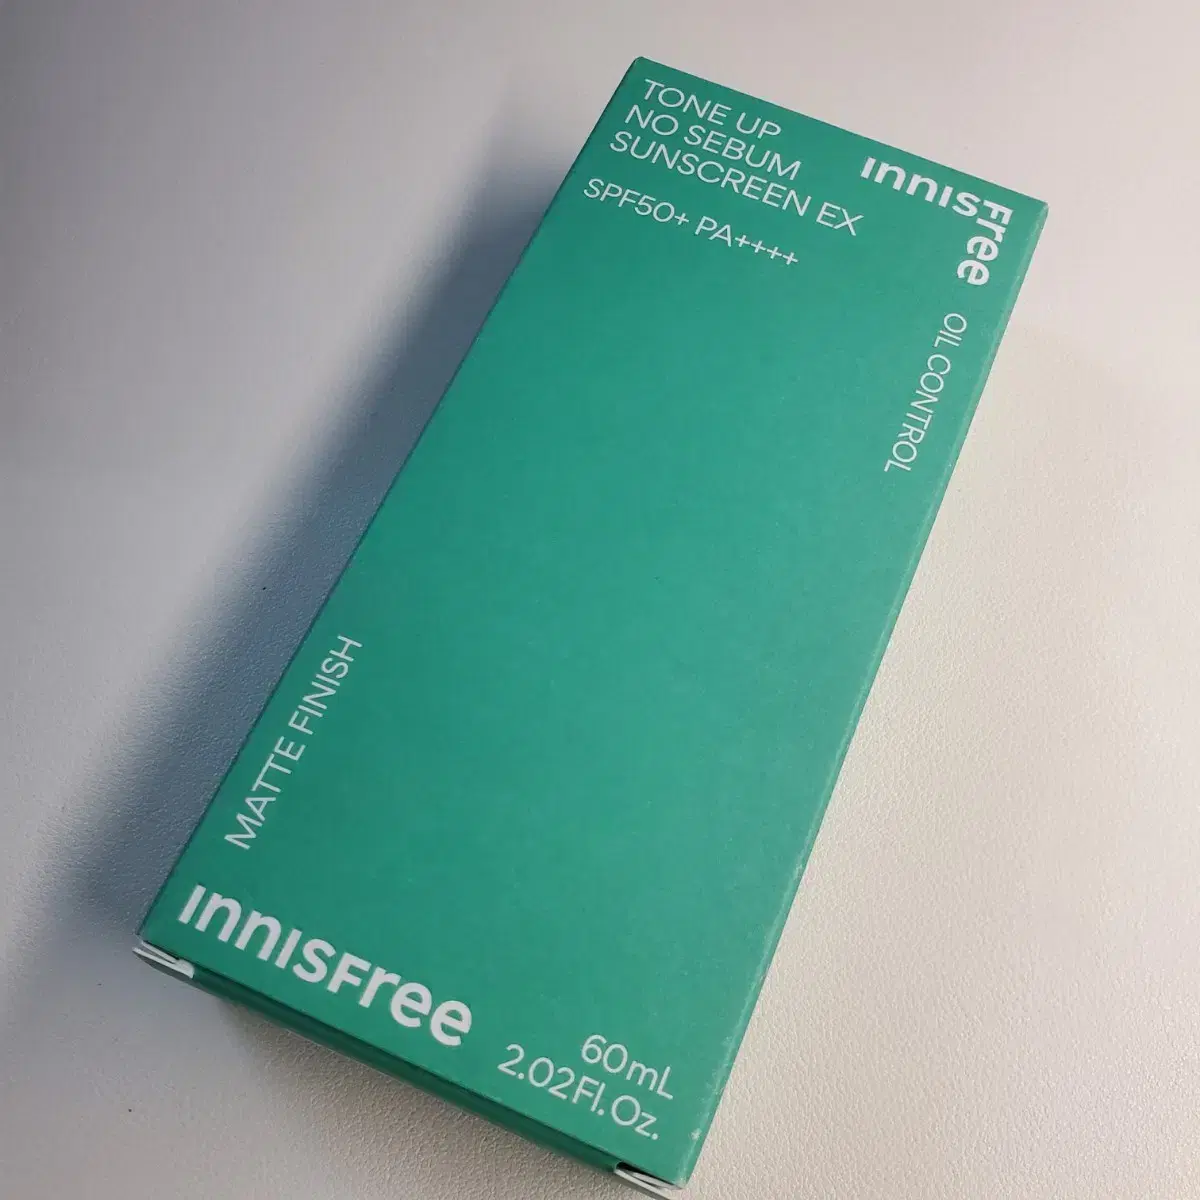 TONE UP
NO SEBUM
SUNSCREEN EX
SPF50+ PA++++
INNISFree
OIL CONTROL
MATTE FINISH
INNISFree
60mL
2.02Fl. Oz.